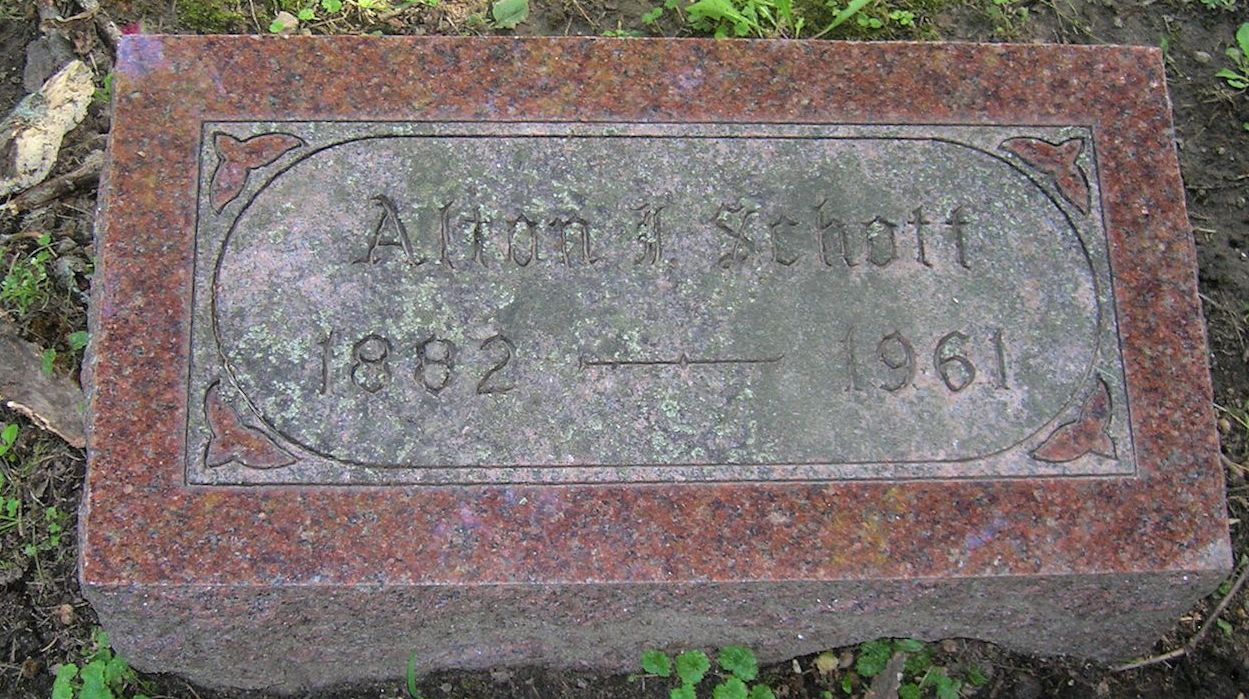 Alton I. Schott
1882 — 1961